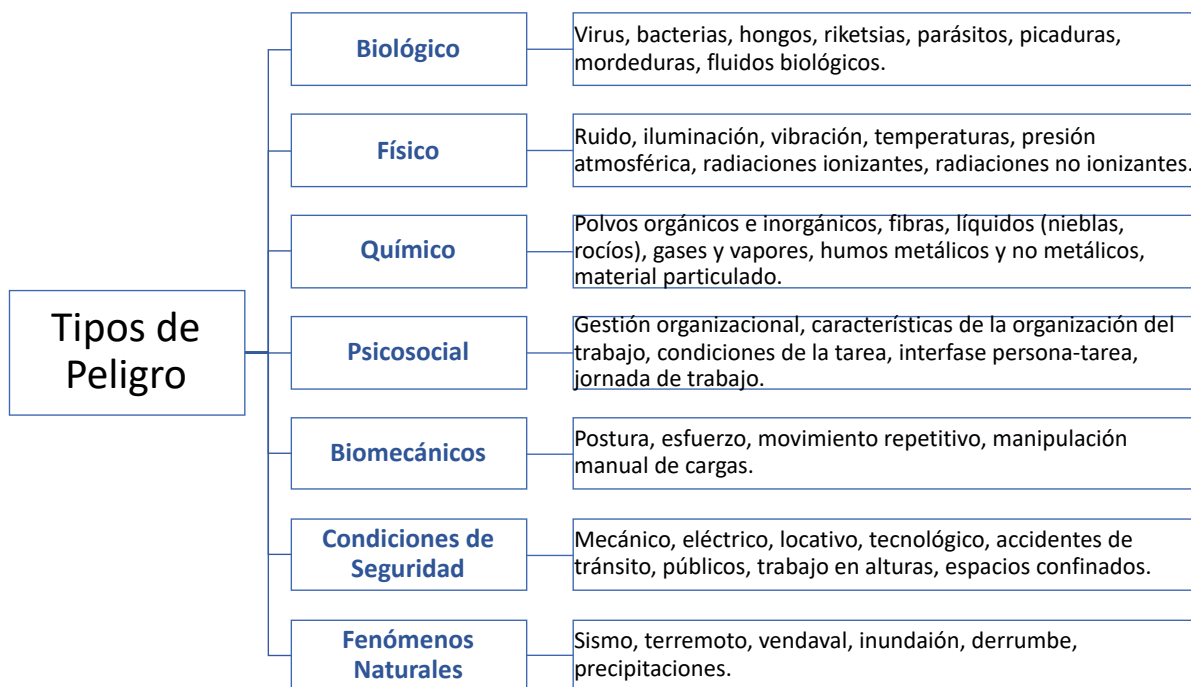 Tipos de
Peligro
Biológico
Virus, bacterias, hongos, riketsias, parásitos, picaduras,
mordeduras, fluidos biológicos.
Físico
Ruido, iluminación, vibración, temperaturas, presión
atmosférica, radiaciones ionizantes, radiaciones no ionizantes.
Químico
Polvos orgánicos e inorgánicos, fibras, líquidos (nieblas,
rocíos), gases y vapores, humos metálicos y no metálicos,
material particulado.
Psicosocial
Gestión organizacional, características de la organización del
trabajo, condiciones de la tarea, interfase persona-tarea,
jornada de trabajo.
Biomecánicos
Postura, esfuerzo, movimiento repetitivo, manipulación
manual de cargas.
Condiciones de
Seguridad
Mecánico, eléctrico, locativo, tecnológico, accidentes de
tránsito, públicos, trabajo en alturas, espacios confinados.
Fenómenos
Naturales
Sismo, terremoto, vendaval, inundaión, derrumbe,
precipitaciones.